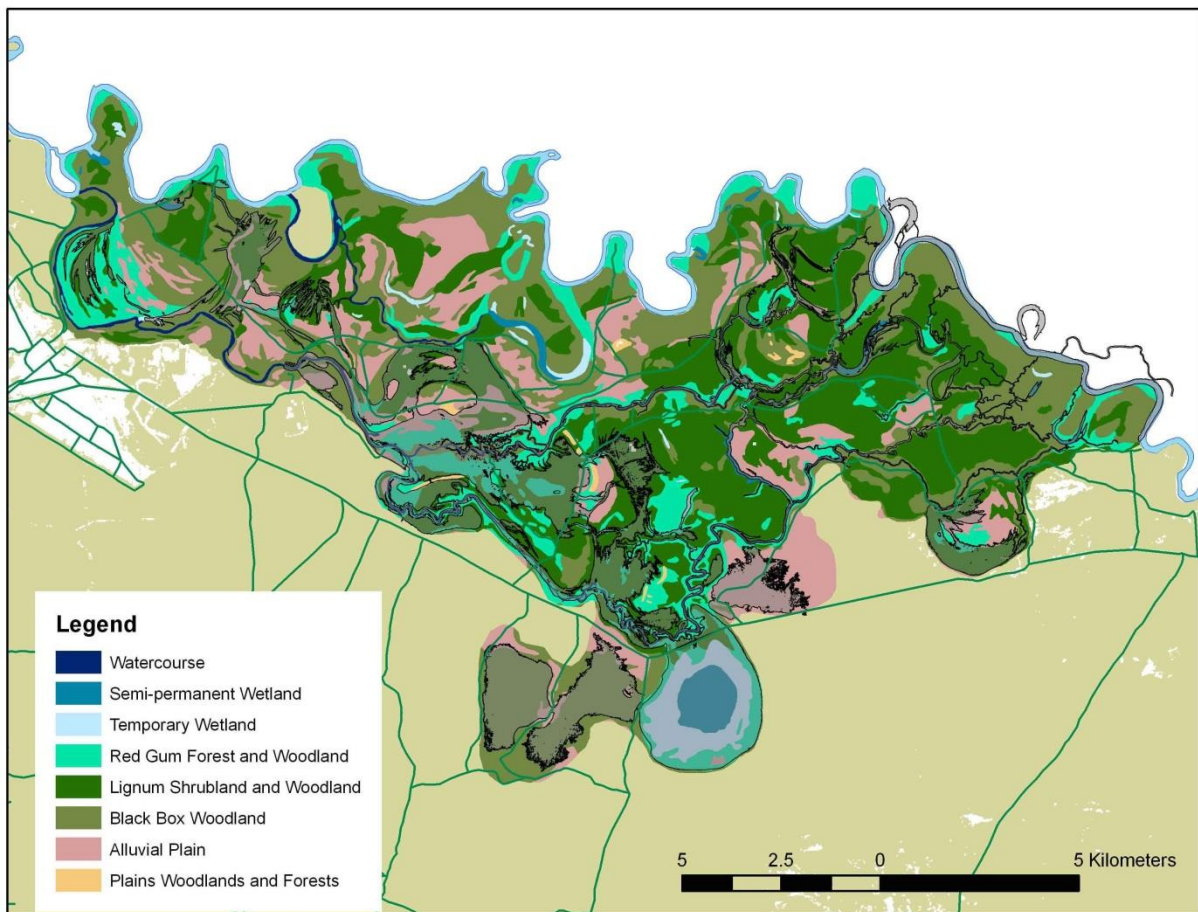 Legend
Watercourse
Semi-permanent Wetland
Temporary Wetland
Red Gum Forest and Woodland
Lignum Shrubland and Woodland
Black Box Woodland
Alluvial Plain
Plains Woodlands and Forests
5 2.5 0 5 Kilometers